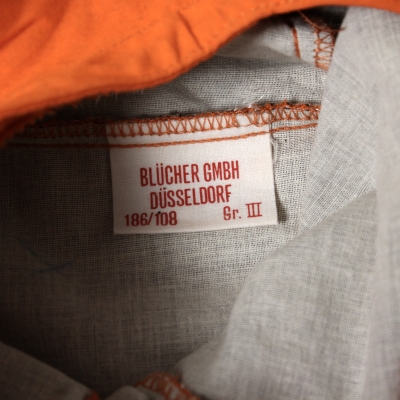 BLÜCHER GMBH
DÜSSELDORF
186/108 Gr. III